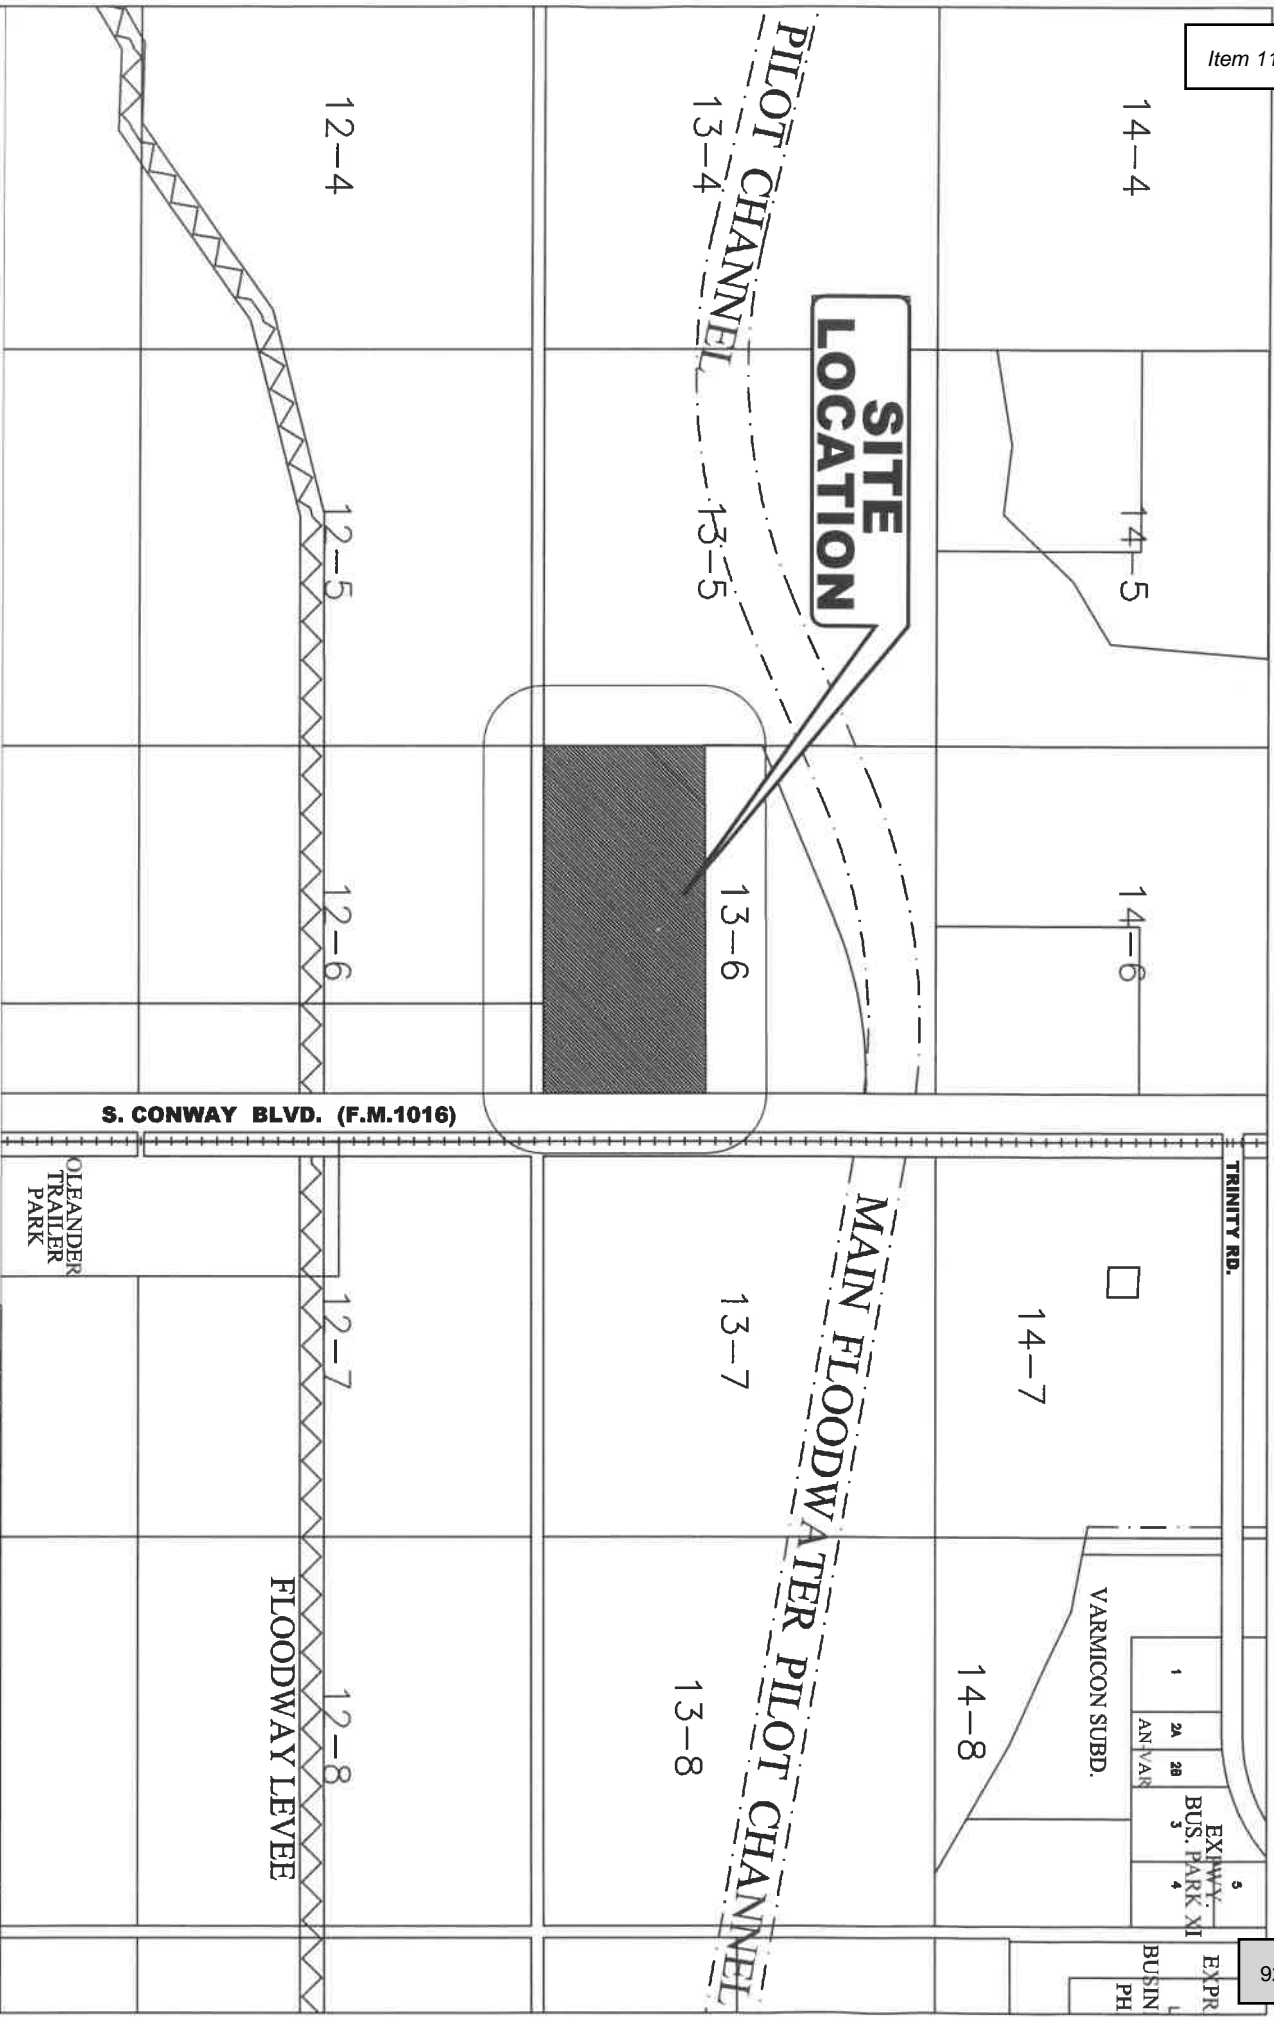 Item 11
14-4
14-5
14-6
14-7
14-8
TRINITY RD.
VARMICON SUBD.
1
2A
2B
AN-VAR
EXPWY.
BUS. PARK XI
3
4
5
EXPR
BUSIN
PH
L
92
PILOT CHANNEL
SITE
LOCATION
13-4
13-5
13-6
13-7
13-8
MAIN FLOODWATER PILOT CHANNEL
12-4
12-5
12-6
12-7
12-8
S. CONWAY BLVD. (F.M.1016)
FLOODWAY LEVEE
OLEANDER
TRAILER
PARK